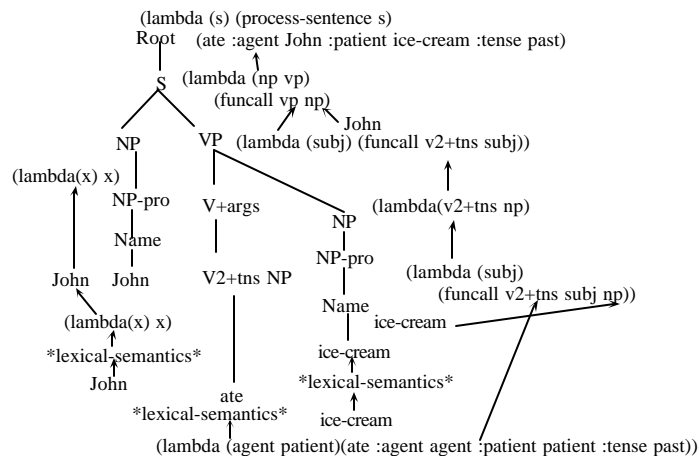 (lambda (s) (process-sentence s)
Root
(ate :agent John :patient ice-cream :tense past)
S
(lambda (np vp)
(funcall vp np)
John
NP
VP
(lambda (subj) (funcall v2+tns subj))
(lambda(x) x)
NP-pro
V+args
NP
(lambda(v2+tns np)
Name
NP-pro
John
John
V2+tns NP
(lambda (subj)
(funcall v2+tns subj np))
Name
(lambda(x) x)
ice-cream
*lexical-semantics*
ice-cream
John
*lexical-semantics*
ate
*lexical-semantics*
ice-cream
(lambda (agent patient)(ate :agent agent :patient patient :tense past))